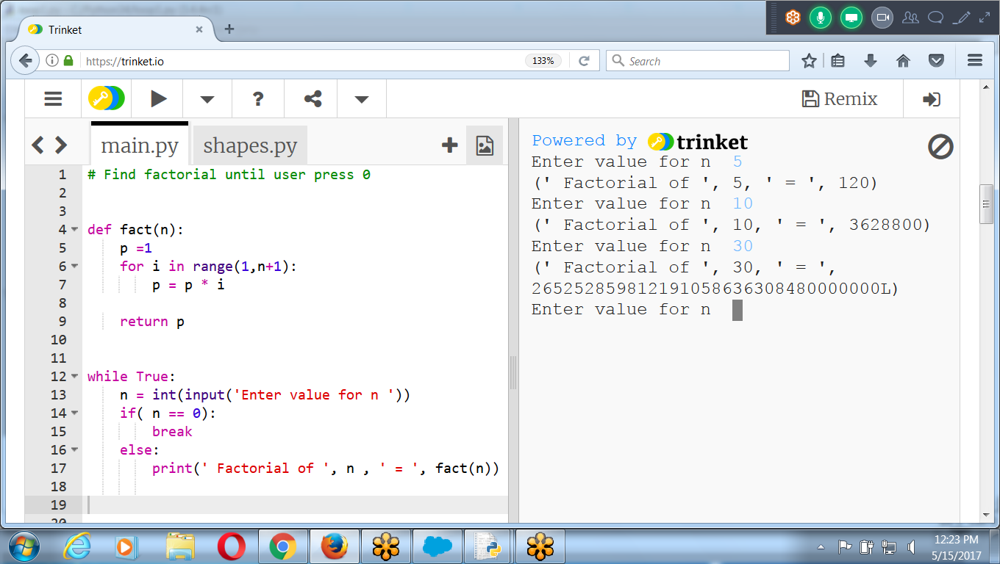 Trinket
https://trinket.io
133%
Search
Remix
main.py
shapes.py
1 # Find factorial until user press 0
2
3
4 def fact(n):
5 p =1
6 for i in range(1,n+1):
7 p = p * i
8
9 return p
10
11
12 while True:
13 n = int(input('Enter value for n '))
14 if( n == 0):
15 break
16 else:
17 print(' Factorial of ', n , ' = ', fact(n))
18
19
20
Powered by trinket
Enter value for n 5
(' Factorial of ', 5, ' = ', 120)
Enter value for n 10
(' Factorial of ', 10, ' = ', 3628800)
Enter value for n 30
(' Factorial of ', 30, ' = ',
265252859812191058636308480000000L)
Enter value for n
12:23 PM
5/15/2017